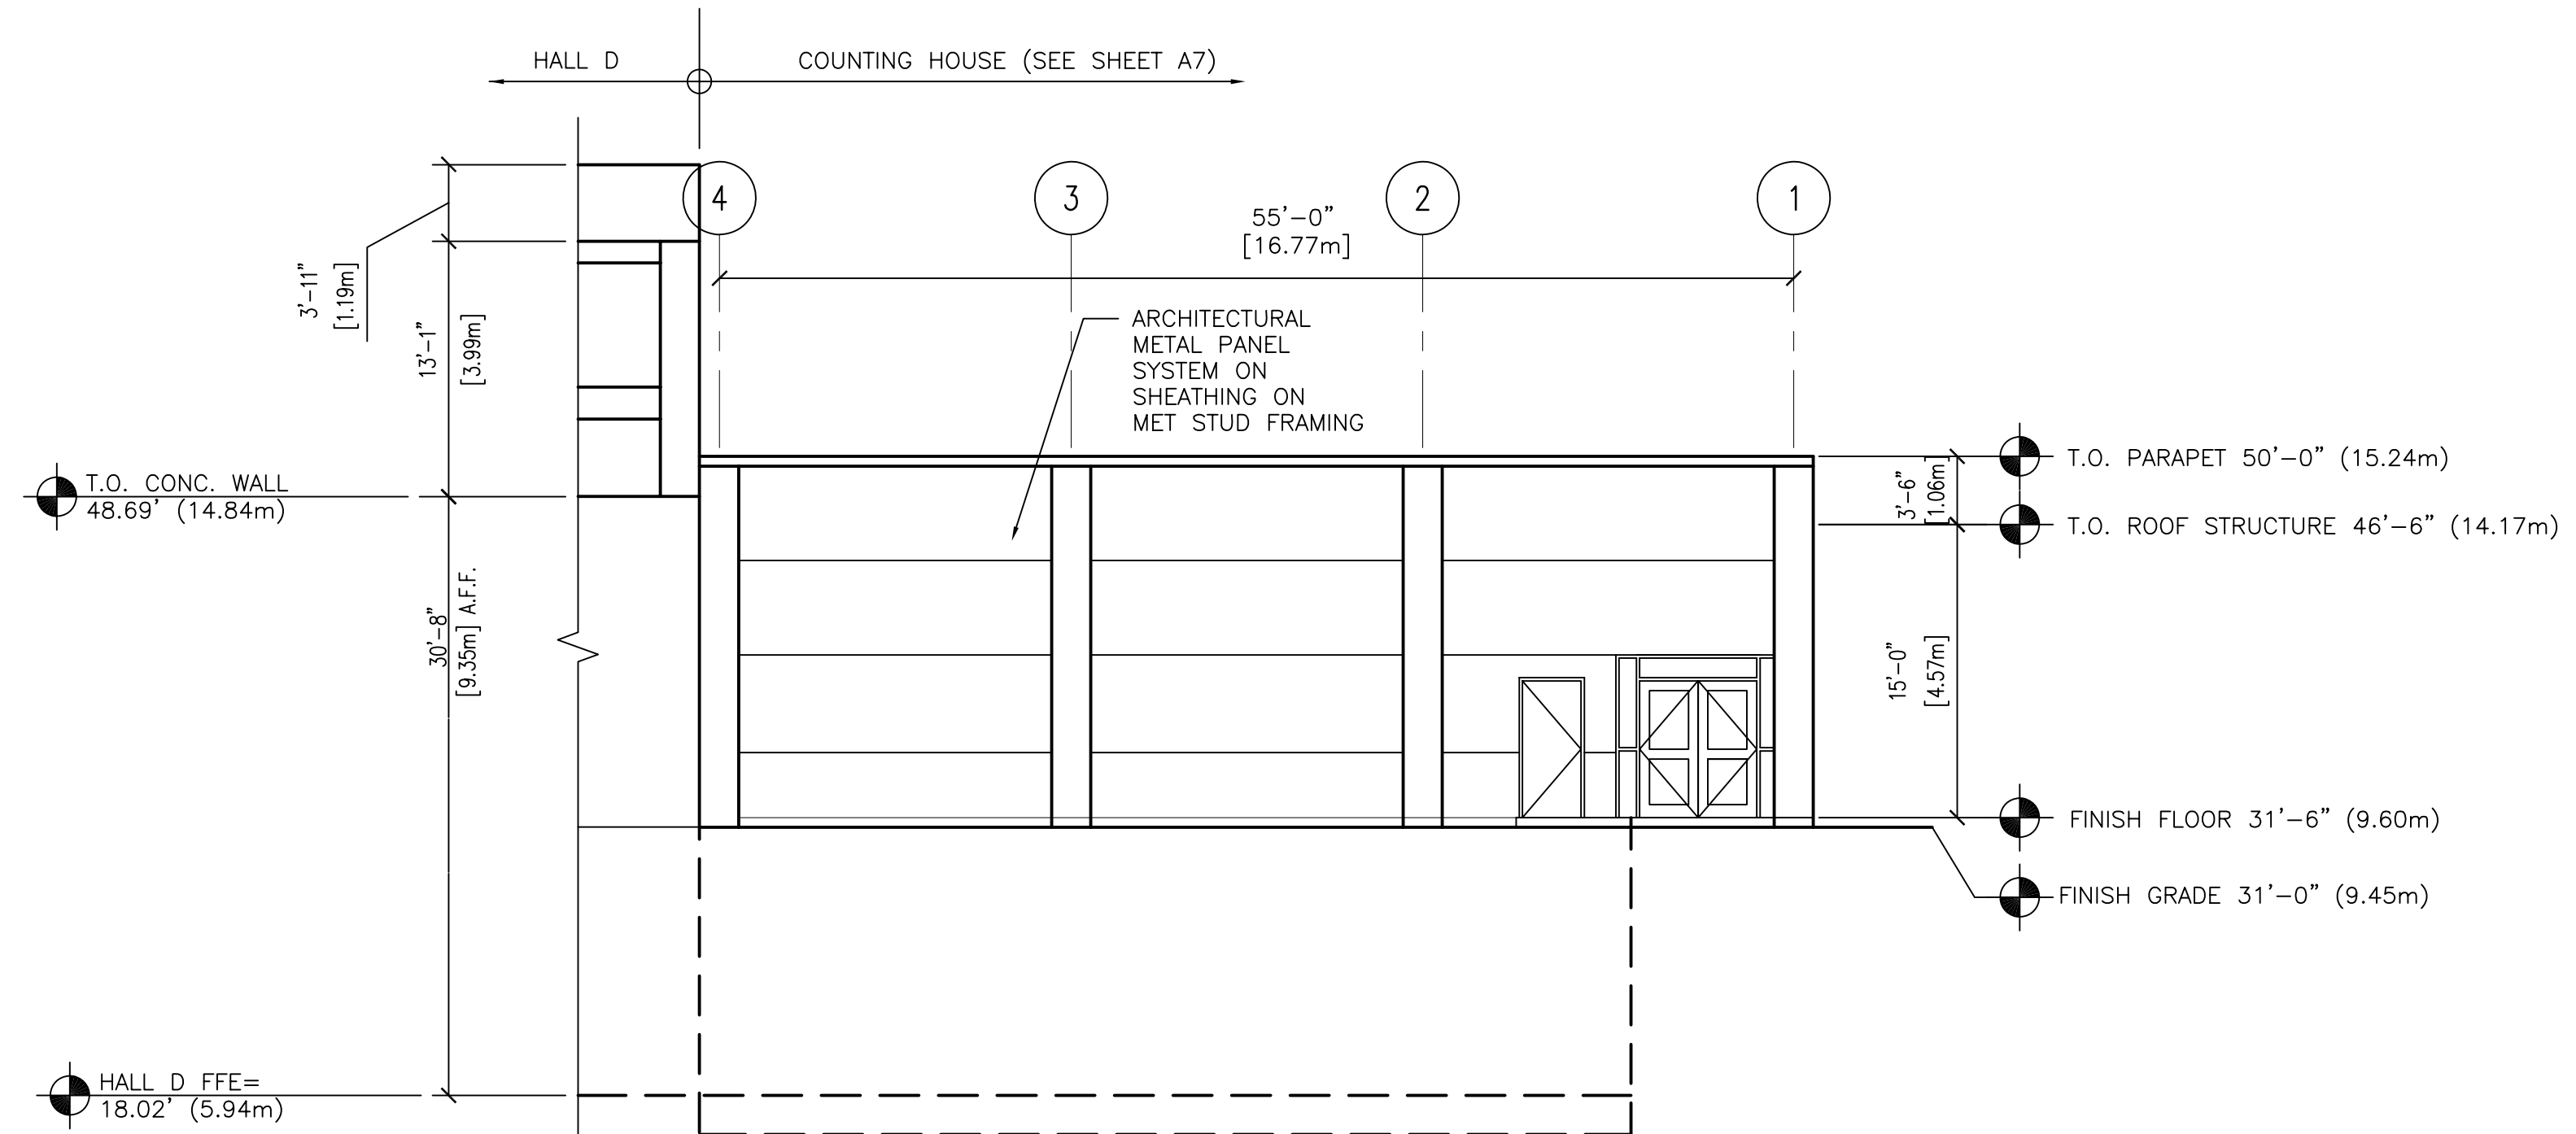 HALL D
COUNTING HOUSE (SEE SHEET A7)
4
3
2
1
55'-0"
[16.77m]
3'-11"
[1.19m]
13'-1"
[3.99m]
ARCHITECTURAL
METAL PANEL
SYSTEM ON
SHEATHING ON
MET STUD FRAMING
T.O. CONC. WALL
48.69' (14.84m)
T.O. PARAPET 50'-0" (15.24m)
3'-6"
[1.06m]
T.O. ROOF STRUCTURE 46'-6" (14.17m)
30'-8"
[9.35m] A.F.F.
15'-0"
[4.57m]
FINISH FLOOR 31'-6" (9.60m)
FINISH GRADE 31'-0" (9.45m)
HALL D FFE=
18.02' (5.94m)